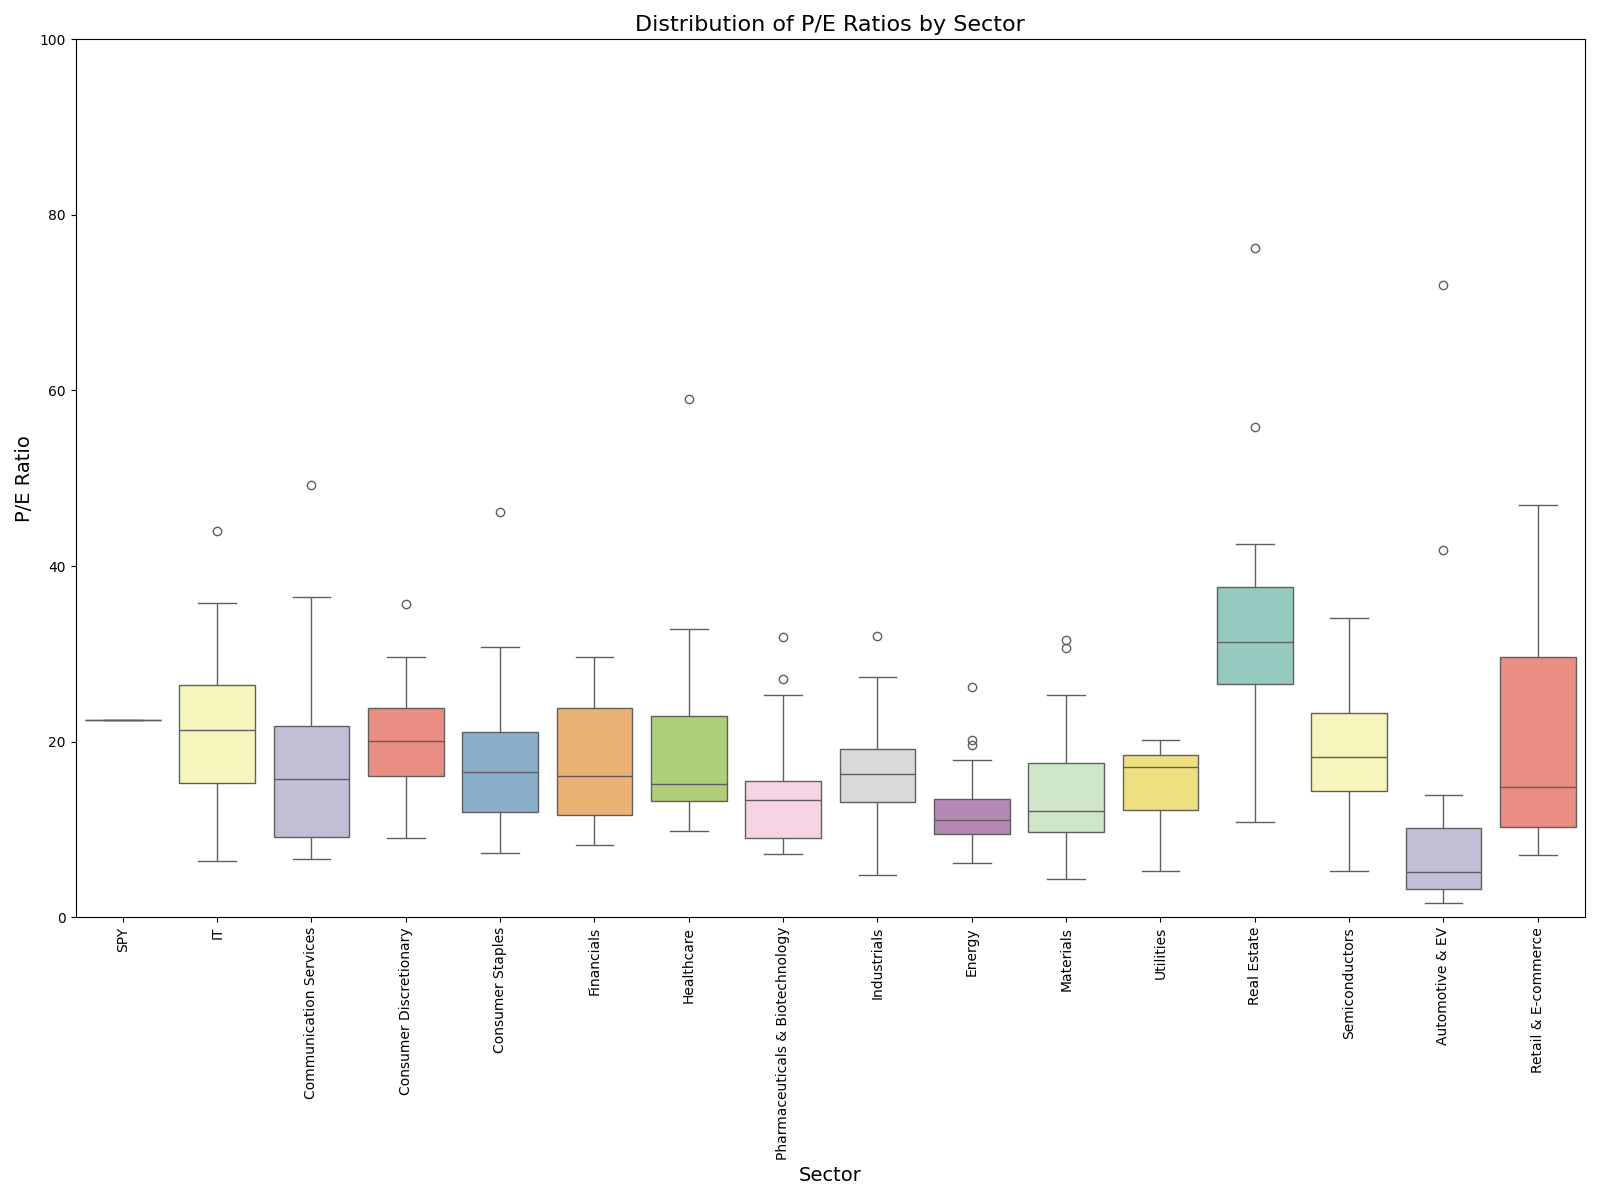 Distribution of P/E Ratios by Sector
P/E Ratio
100
80
60
40
20
0
SPY
IT
Communication Services
Consumer Discretionary
Consumer Staples
Financials
Healthcare
Pharmaceuticals & Biotechnology
Industrials
Energy
Materials
Utilities
Real Estate
Semiconductors
Automotive & EV
Retail & E-commerce
Sector